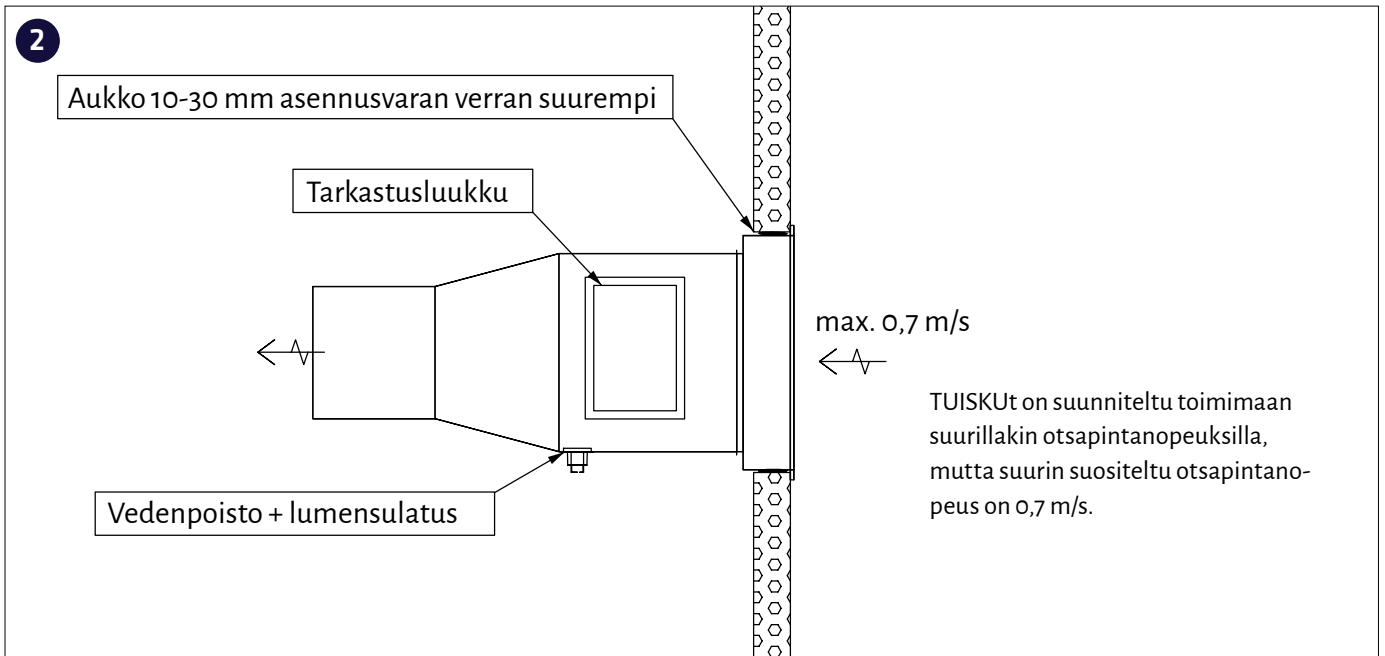 2
Aukko 10-30 mm asennusvaran verran suurempi
Tarkastusluukku
max. 0,7 m/s
TUISKUt on suunniteltu toimimaan
suurillakin otsapintanopeuksilla,
mutta suurin suositeltu otsapintano-
peus on 0,7 m/s.
Vedenpoisto + lumensulatus